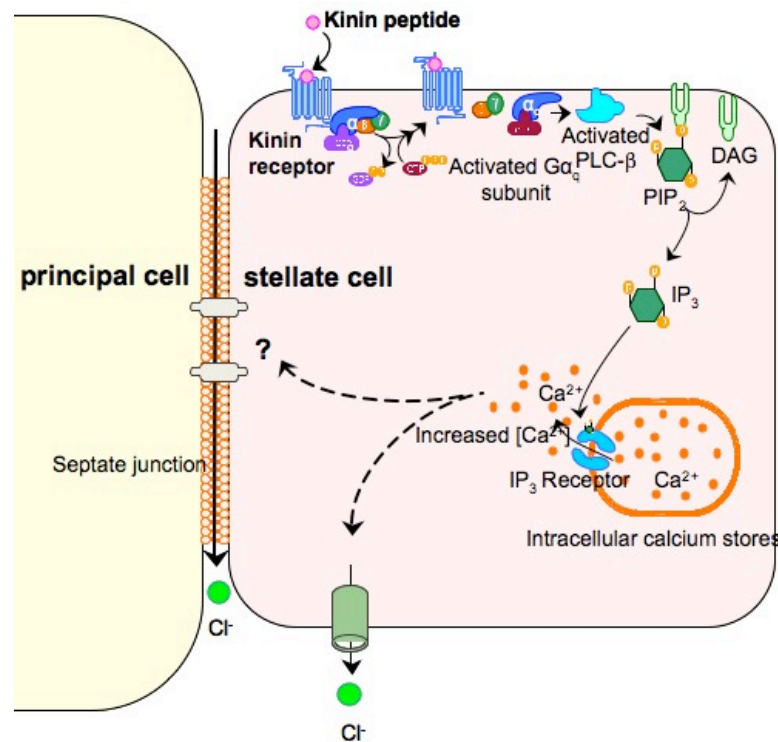 Kinin peptide
Kinin
receptor
α
γ
α
γ
α
Activated Gαq
subunit
Activated
PLC-β
PIP₂
DAG
IP₃
principal cell
stellate cell
?
Septate junction
Ca²⁺
Increased [Ca²⁺]
IP₃ Receptor
Ca²⁺
Intracellular calcium stores
Cl⁻
Cl⁻